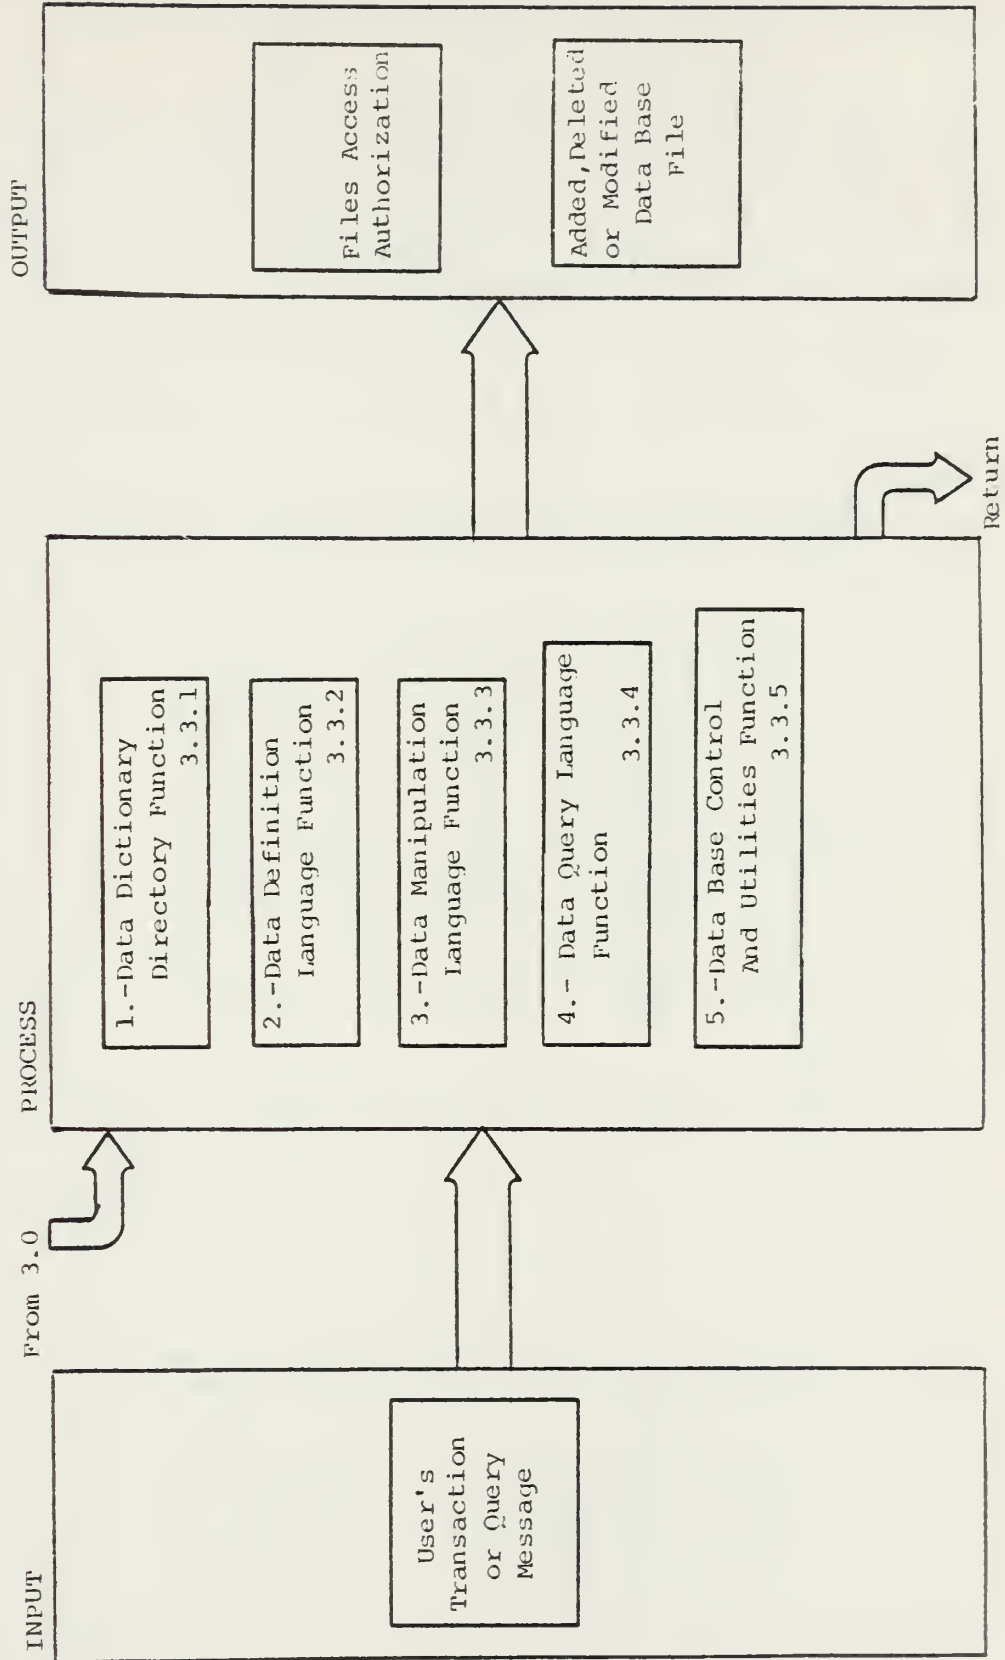 INPUT
User's
Transaction
or Query
Message
From 3.0
PROCESS
1.-Data Dictionary
Directory Function
3.3.1
2.-Data Definition
Language Function
3.3.2
3.-Data Manipulation
Language Function
3.3.3
4.- Data Query Language
Function
3.3.4
5.-Data Base Control
And Utilities Function
3.3.5
Return
OUTPUT
Files Access
Authorization
Added,Deleted
or Modified
Data Base
File